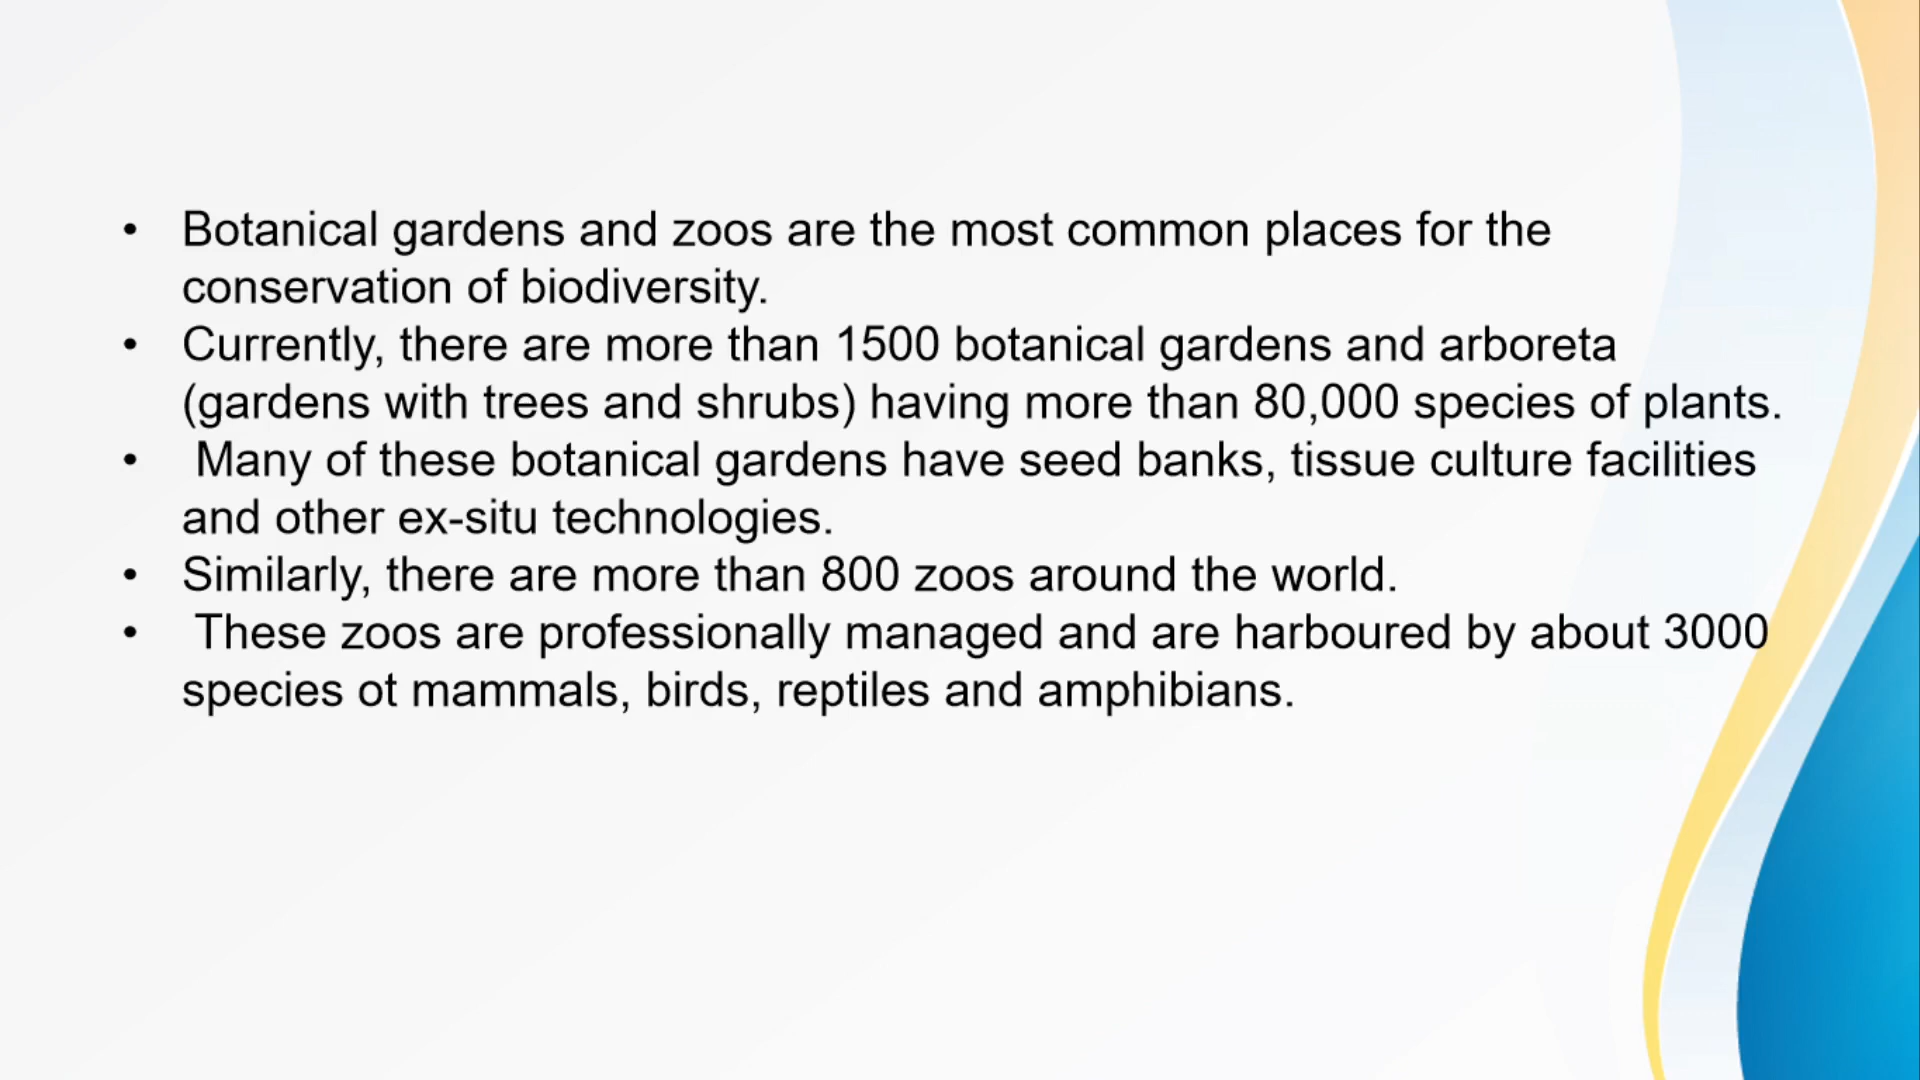 • Botanical gardens and zoos are the most common places for the
conservation of biodiversity.
• Currently, there are more than 1500 botanical gardens and arboreta
(gardens with trees and shrubs) having more than 80,000 species of plants.
• Many of these botanical gardens have seed banks, tissue culture facilities
and other ex-situ technologies.
• Similarly, there are more than 800 zoos around the world.
• These zoos are professionally managed and are harboured by about 3000
species ot mammals, birds, reptiles and amphibians.